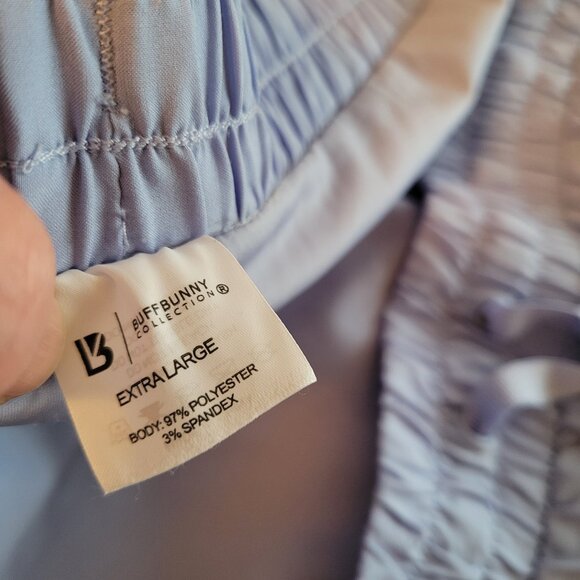 BUFFBUNNY
COLLECTION®
EXTRA LARGE
BODY: 97% POLYESTER
3% SPANDEX